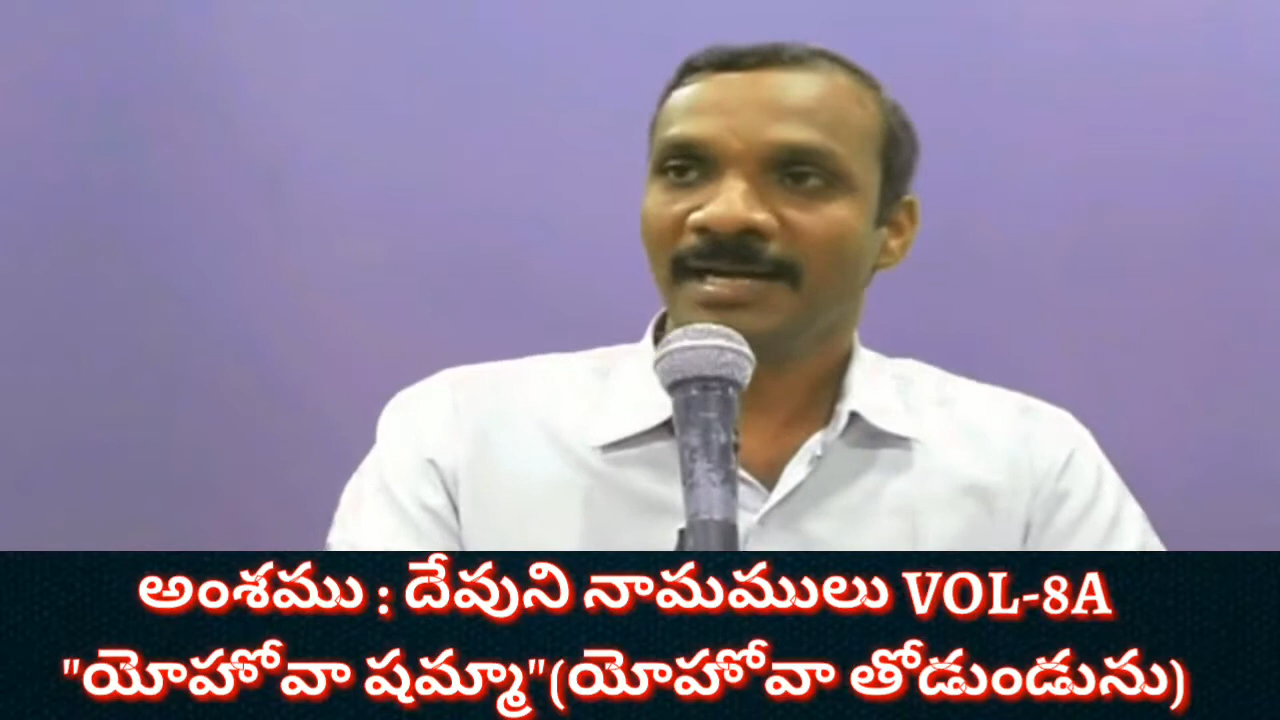 అంశము : దేవుని నామములు VOL-8A
"యోహోవా షమ్మా"(యోహోవా తోడుండును)